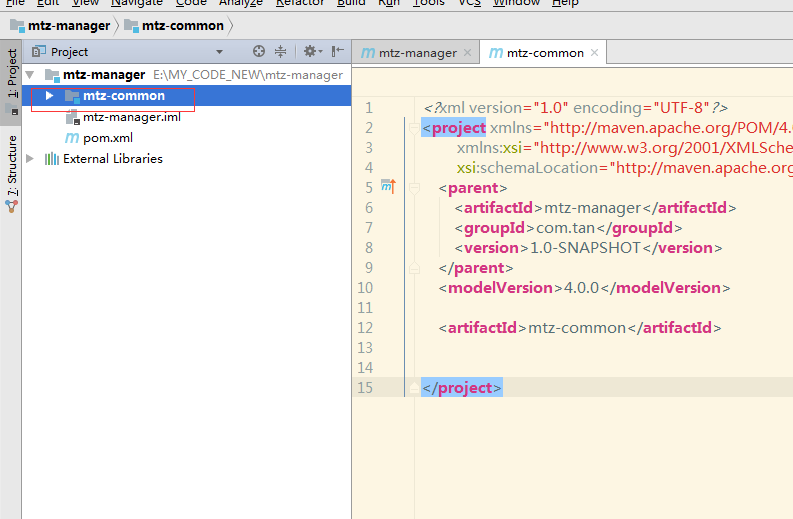 File Edit View Navigate Code Analyze Refactor Build Run Tools VCS Window Help
mtz-manager mtz-common
1: Project
7: Structure
Project
mtz-manager E:\MY_CODE_NEW\mtz-manager
mtz-common
mtz-manager.iml
pom.xml
External Libraries
mtz-manager mtz-common
1 <?xml version="1.0" encoding="UTF-8"?>
2 <project xmlns="http://maven.apache.org/POM/4.0
3 xmlns:xsi="http://www.w3.org/2001/XMLSche
4 xsi:schemaLocation="http://maven.apache.org
5 <parent>
6 <artifactId>mtz-manager</artifactId>
7 <groupId>com.tan</groupId>
8 <version>1.0-SNAPSHOT</version>
9 </parent>
10 <modelVersion>4.0.0</modelVersion>
11
12 <artifactId>mtz-common</artifactId>
13
14
15 </project>